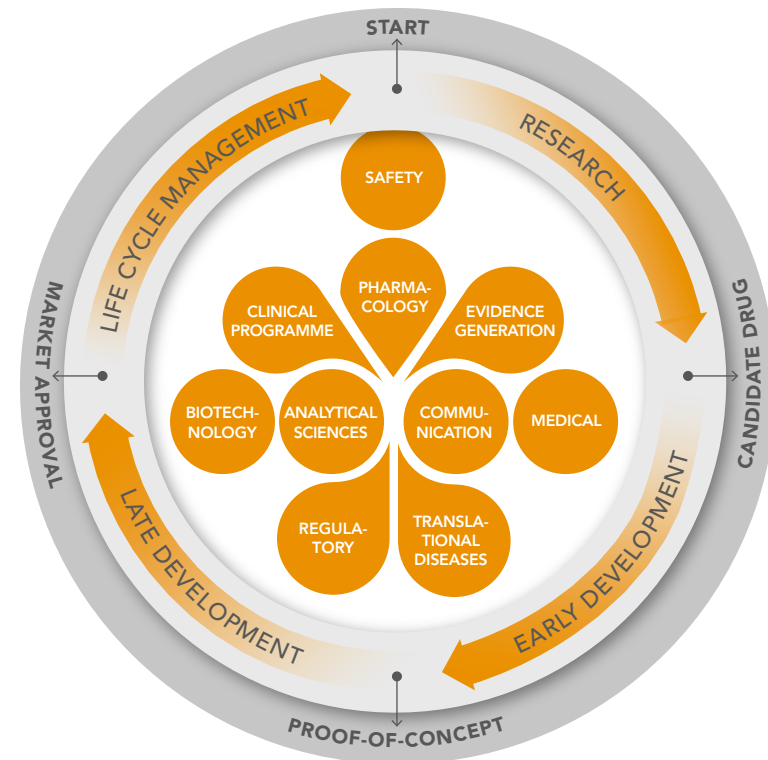 START
RESEARCH
LIFE CYCLE MANAGEMENT
SAFETY
PHARMA-
COLOGY
CLINICAL
PROGRAMME
EVIDENCE
GENERATION
MARKET APPROVAL
CANDIDATE DRUG
BIOTECH-
NOLOGY
ANALYTICAL
SCIENCES
COMMU-
NICATION
MEDICAL
REGULA-
TORY
TRANSLA-
TIONAL
DISEASES
LATE DEVELOPMENT
EARLY DEVELOPMENT
PROOF-OF-CONCEPT